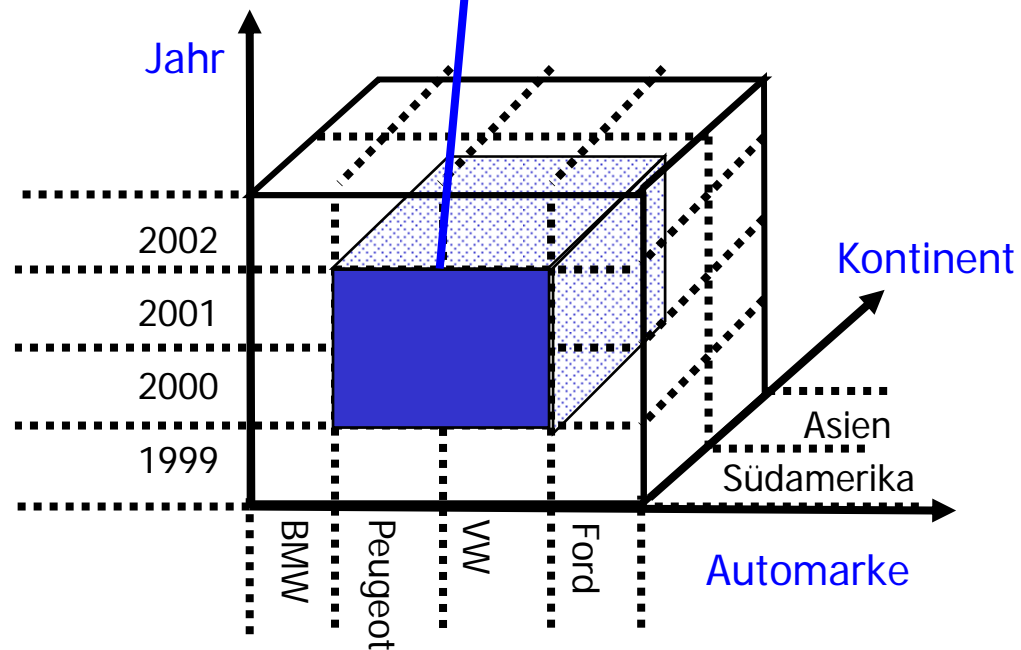 Jahr
2002
Kontinent
2001
2000
Asien
1999
Südamerika
BMW
Peugeot
VW
Ford
Automarke